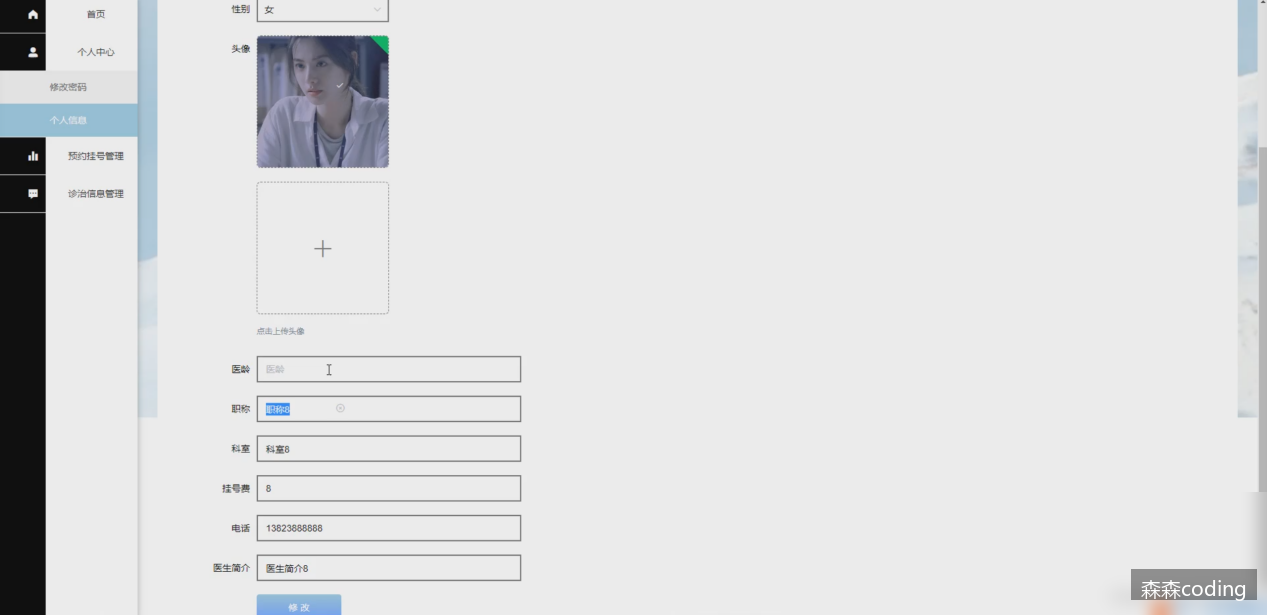 首页
个人中心
修改密码
个人信息
预约挂号管理
诊治信息管理
性别
女
头像
点击上传头像
医龄
医龄
职称
职称8
科室
科室8
挂号费
8
电话
13823888888
医生简介
医生简介8
修改
森森coding